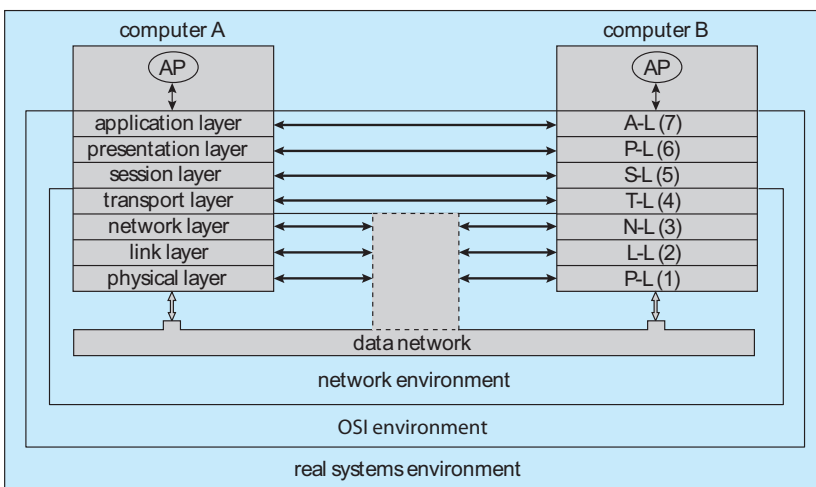 computer A
computer B
AP
AP
application layer
A-L (7)
presentation layer
P-L (6)
session layer
S-L (5)
transport layer
T-L (4)
network layer
N-L (3)
link layer
L-L (2)
physical layer
P-L (1)
data network
network environment
OSI environment
real systems environment